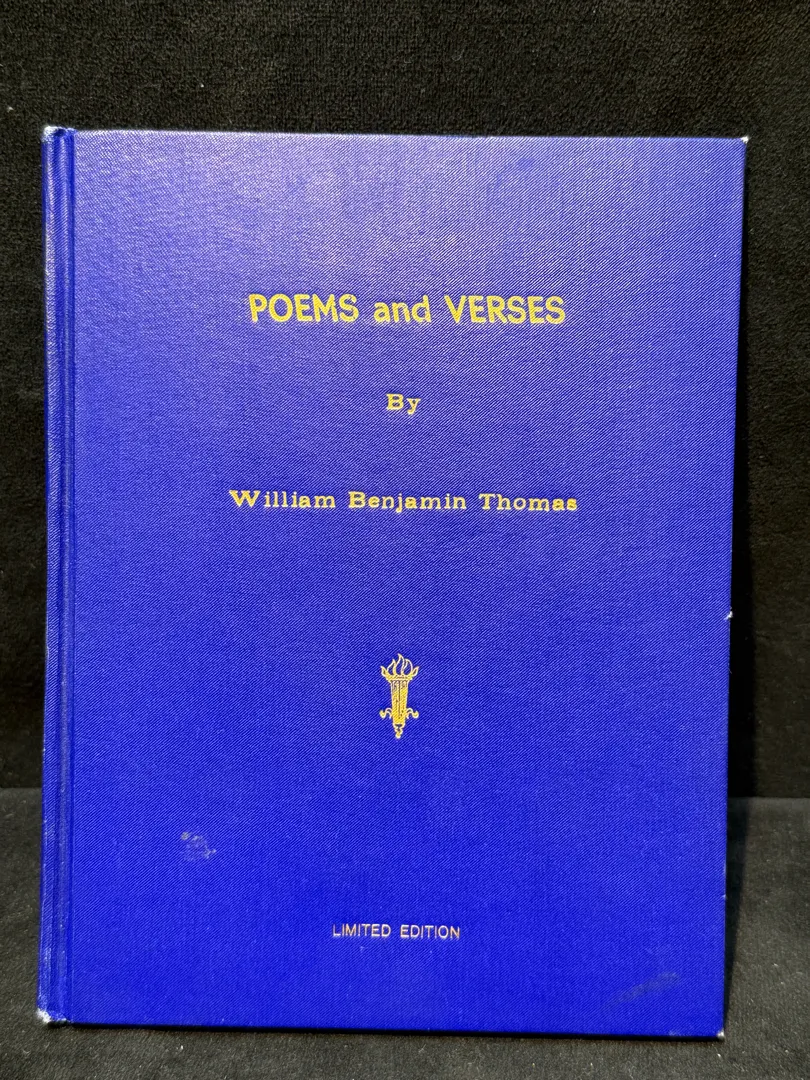 POEMS and VERSES
By
William Benjamin Thomas
LIMITED EDITION